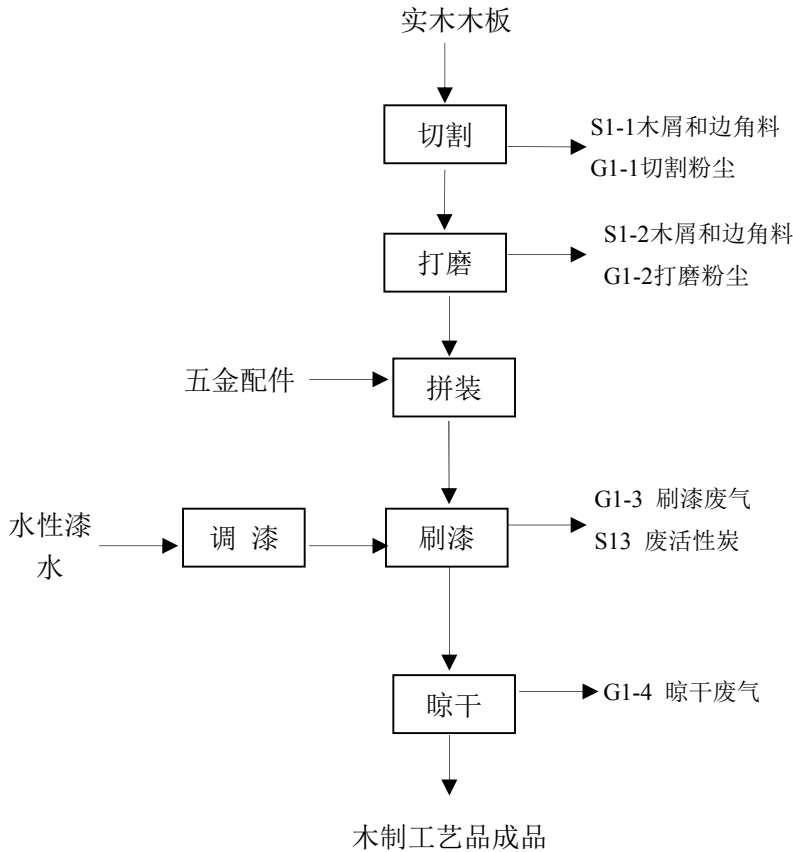 实木木板
切割
S1-1木屑和边角料
G1-1切割粉尘
打磨
S1-2木屑和边角料
G1-2打磨粉尘
五金配件
拼装
水性漆
水
调 漆
刷漆
G1-3 刷漆废气
S13 废活性炭
晾干
G1-4 晾干废气
木制工艺品成品